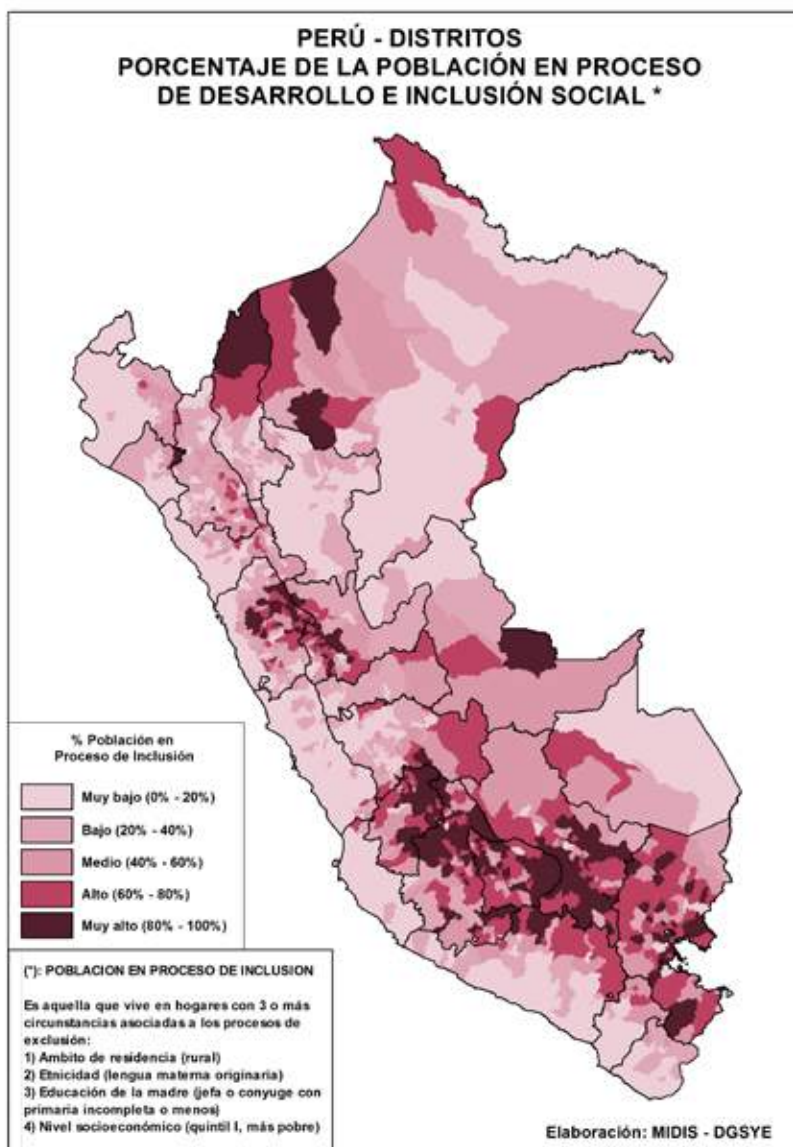 PERÚ - DISTRITOS
PORCENTAJE DE LA POBLACIÓN EN PROCESO
DE DESARROLLO E INCLUSIÓN SOCIAL *
% Población en
Proceso de Inclusión
Muy bajo (0% - 20%)
Bajo (20% - 40%)
Medio (40% - 60%)
Alto (60% - 80%)
Muy alto (80% - 100%)
(*): POBLACION EN PROCESO DE INCLUSION
Es aquella que vive en hogares con 3 o más
circunstancias asociadas a los procesos de
exclusión:
1) Ambito de residencia (rural)
2) Etnicidad (lengua materna originaria)
3) Educación de la madre (jefa o conyuge con
primaria incompleta o menos)
4) Nivel socioeconómico (quintil I, más pobre)
Elaboración: MIDIS - DGSYE